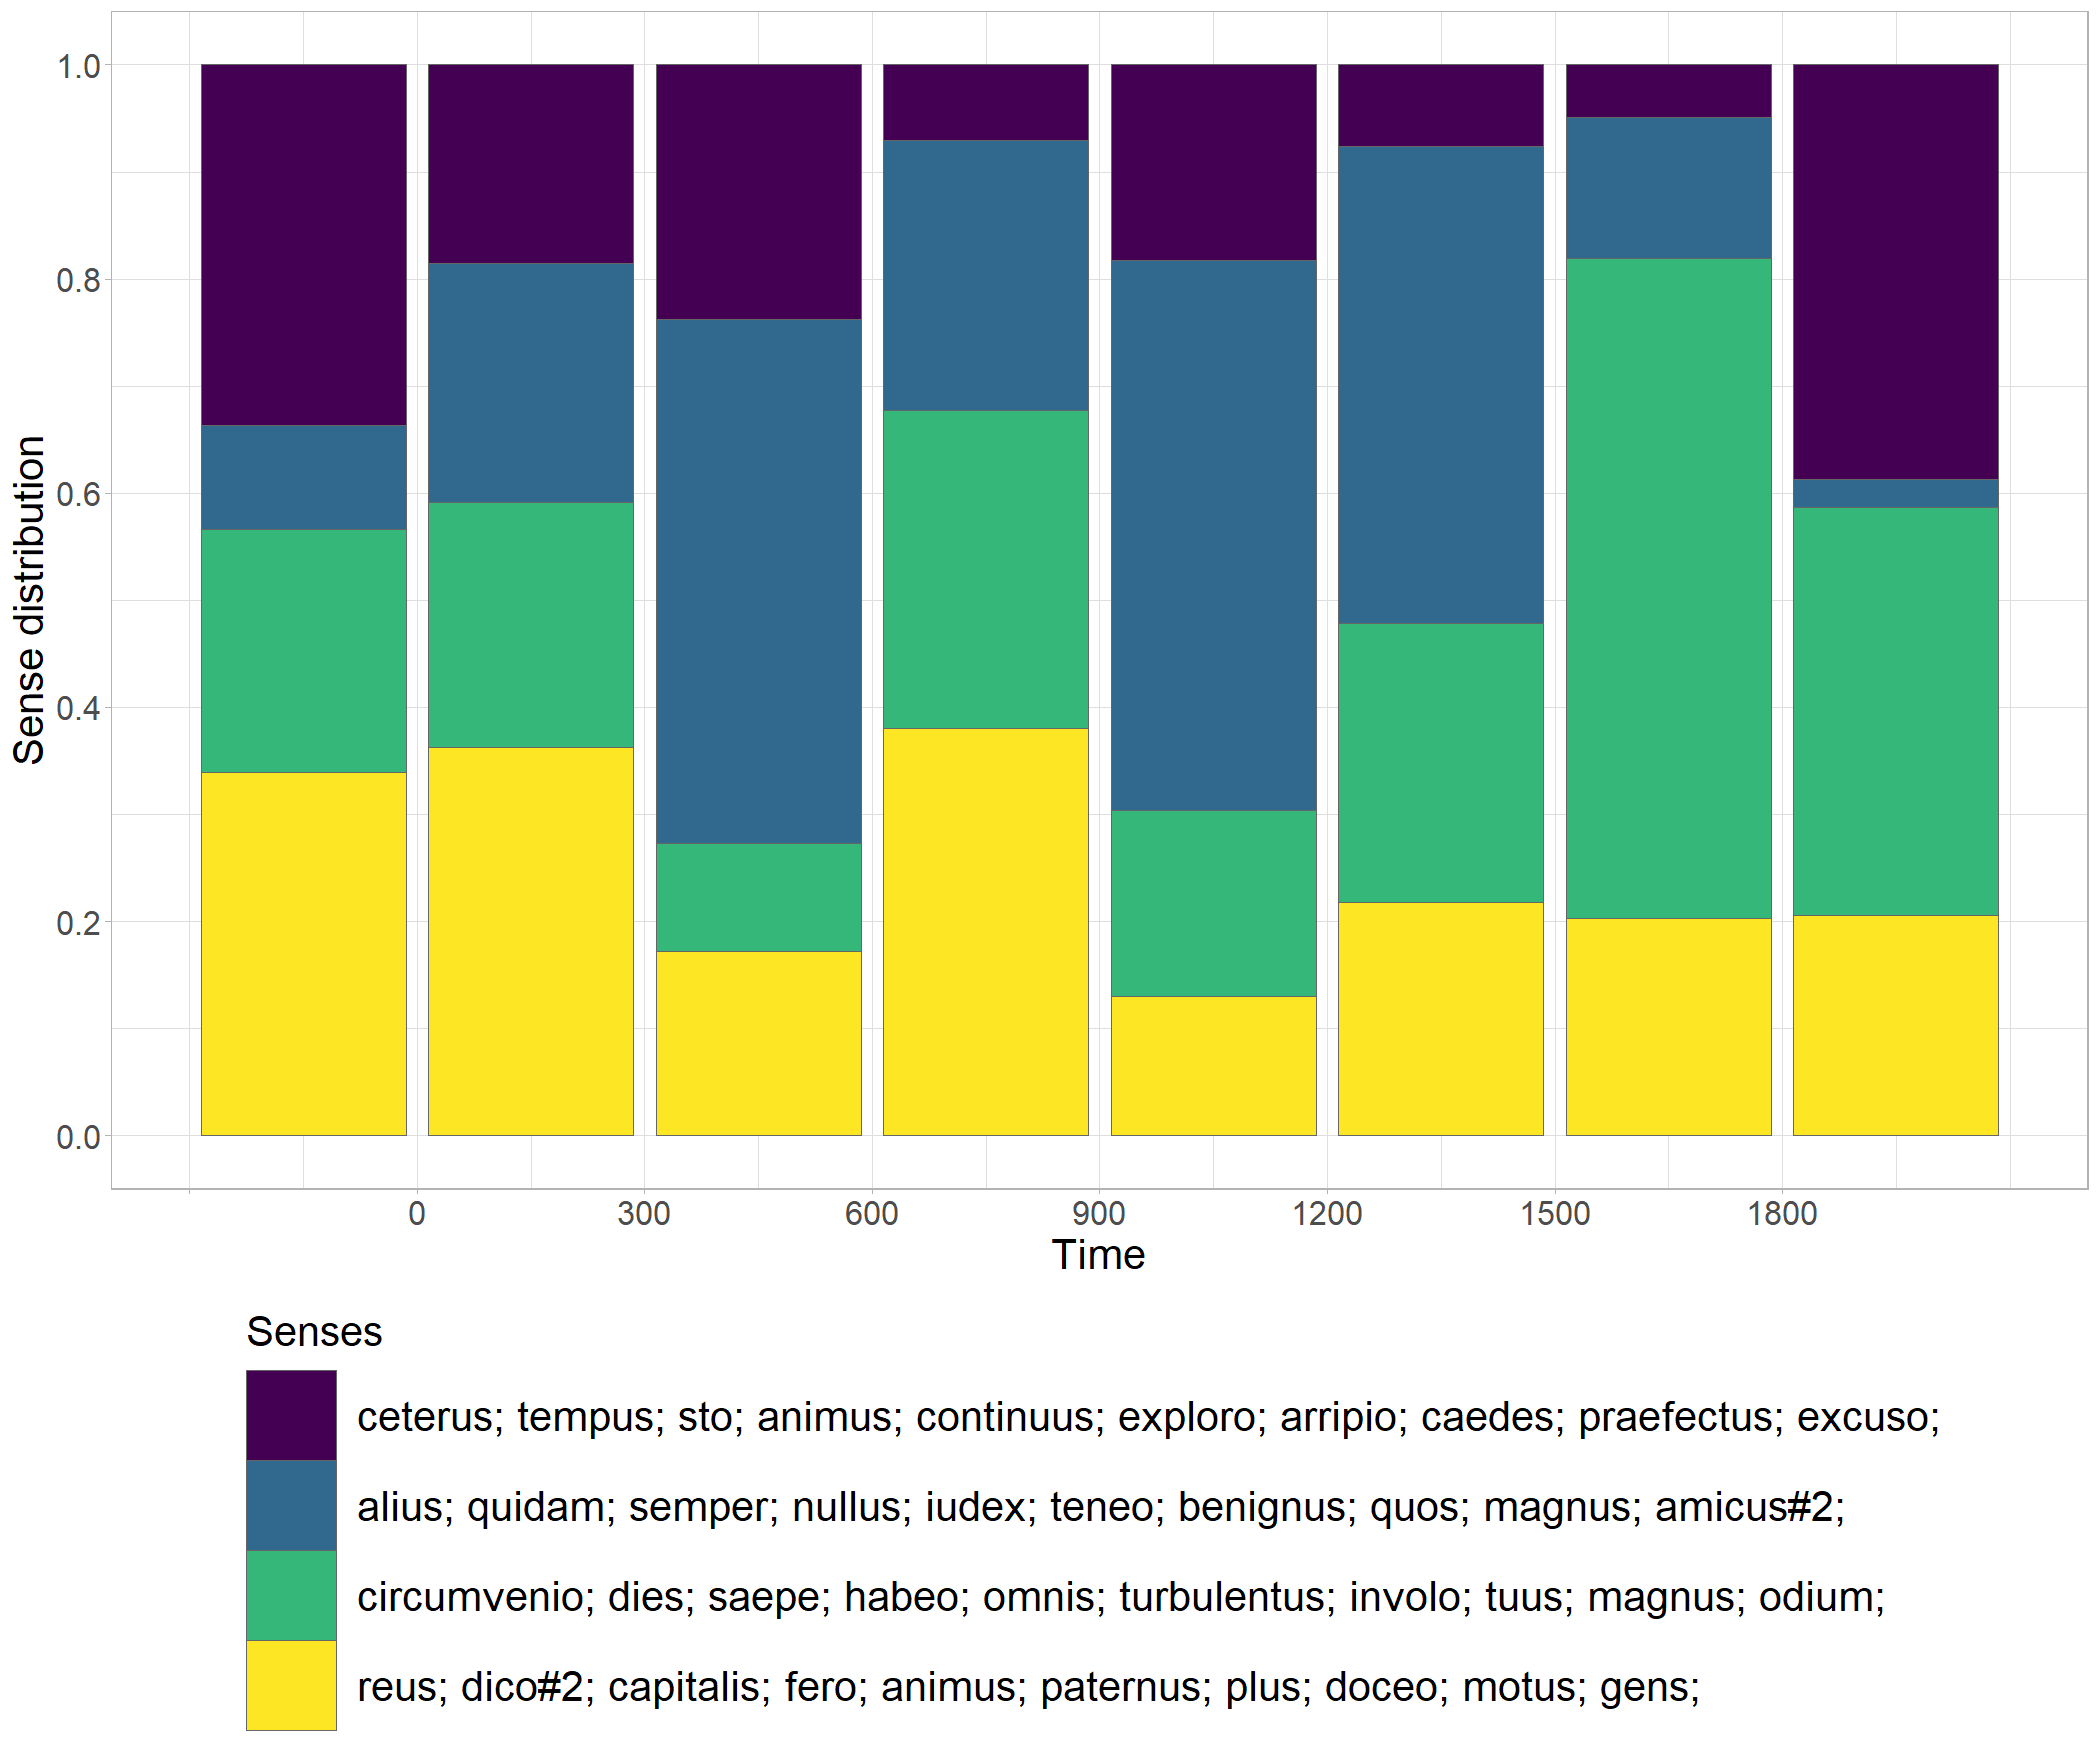 1.0
0.8
0.6
0.4
0.2
0.0
Sense distribution
0 300 600 900 1200 1500 1800
Time
Senses
ceterus; tempus; sto; animus; continuus; exploro; arripio; caedes; praefectus; excuso;
alius; quidam; semper; nullus; iudex; teneo; benignus; quos; magnus; amicus#2;
circumvenio; dies; saepe; habeo; omnis; turbulentus; involo; tuus; magnus; odium;
reus; dico#2; capitalis; fero; animus; paternus; plus; doceo; motus; gens;